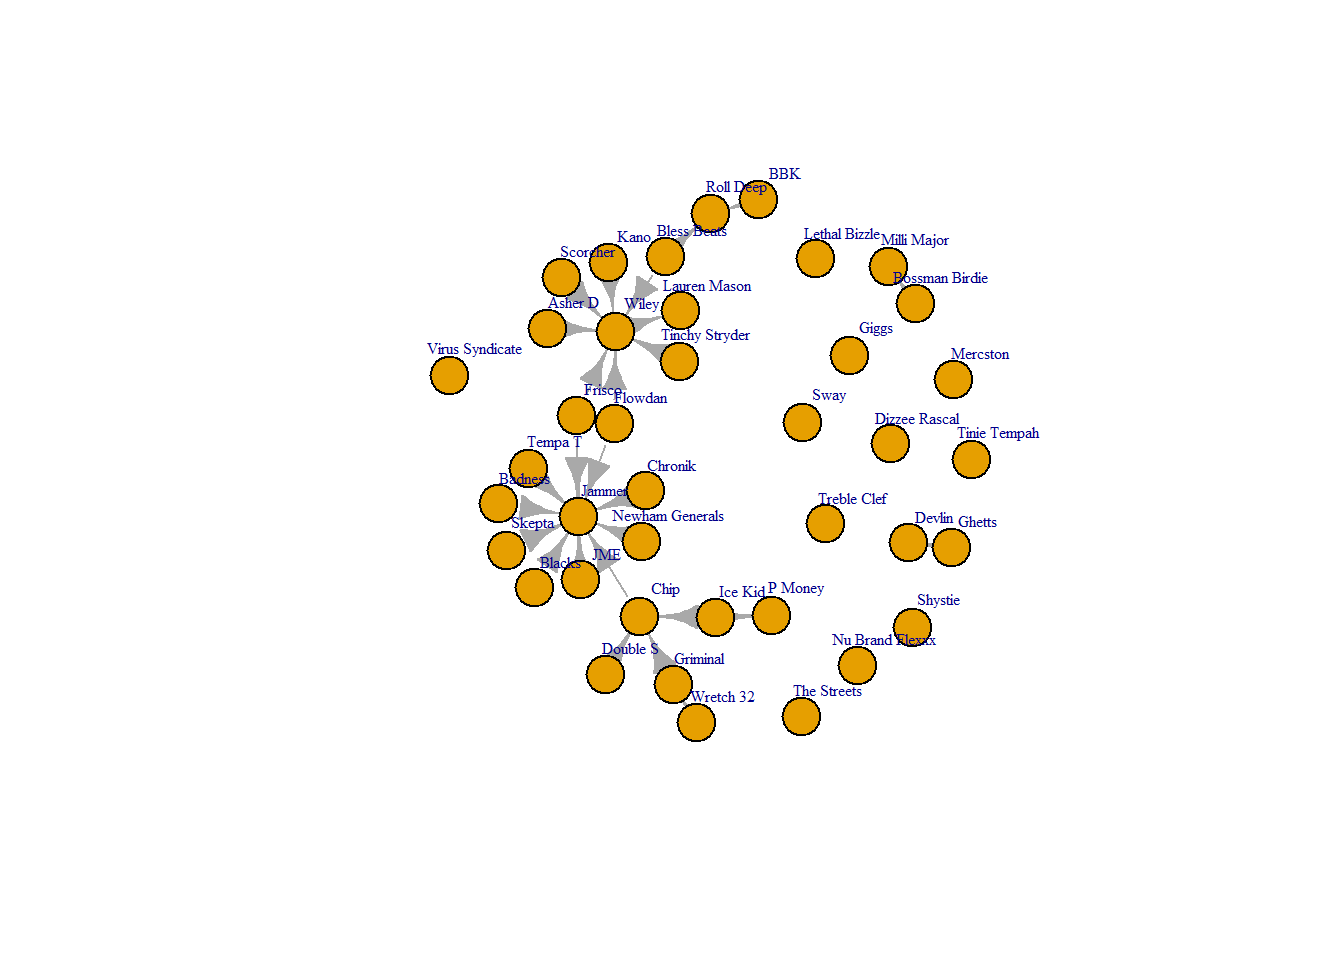 BBK
Roll Deep
Bless Beats
Lethal Bizzle
Kano
Milli Major
Scorcher
Bossman Birdie
Lauren Mason
Asher D
Wiley
Giggs
Tinchy Stryder
Virus Syndicate
Mercston
Frisco
Sway
Flowdan
Dizzee Rascal
Tinie Tempah
Tempa T
Chronik
Badness
Jammer
Treble Clef
Newham Generals
Devlin
Skepta
Ghetts
JME
Blacks
Chip
P Money
Ice Kid
Shystie
Nu Brand Flexxx
Double S
Griminal
The Streets
Wretch 32